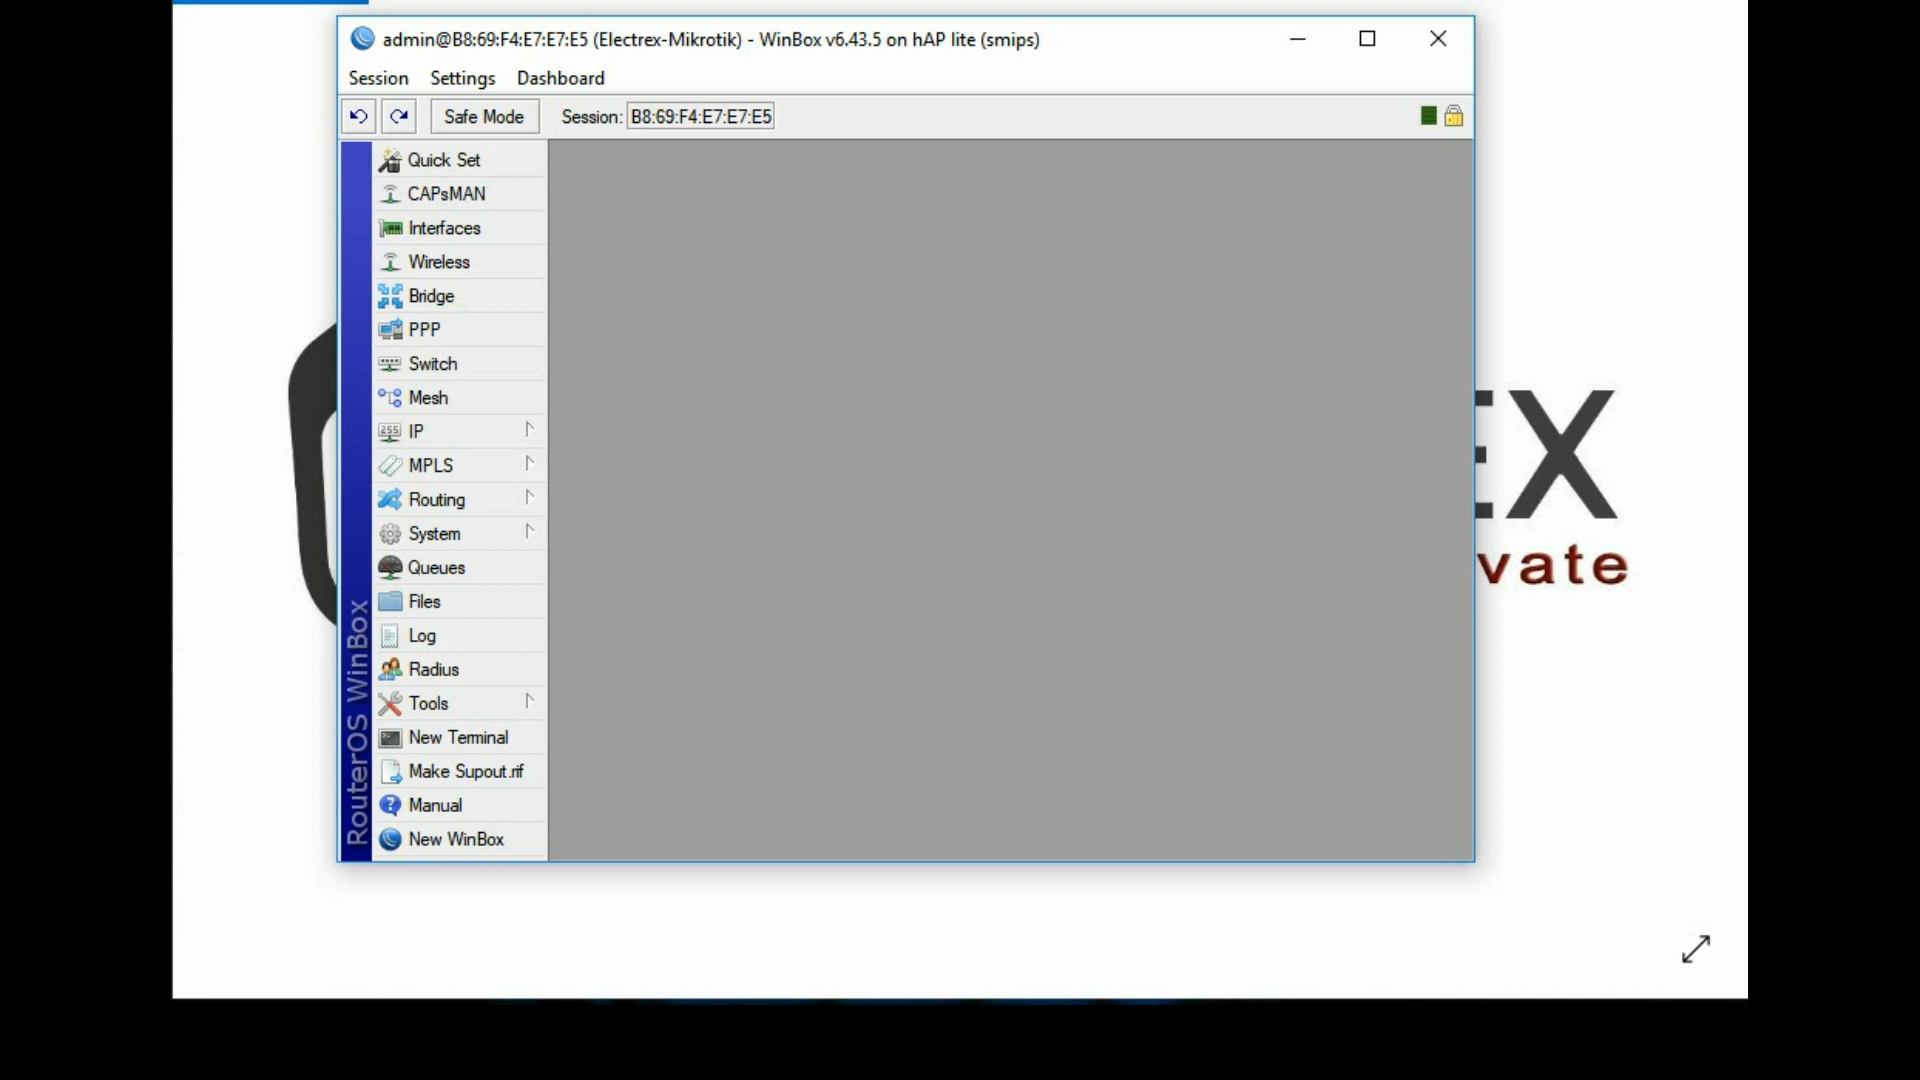 admin@B8:69:F4:E7:E7:E5 (Electrex-Mikrotik) - WinBox v6.43.5 on hAP lite (smips)
Session Settings Dashboard
Safe Mode Session: B8:69:F4:E7:E7:E5
Quick Set
CAPsMAN
Interfaces
Wireless
Bridge
PPP
Switch
Mesh
255 IP
MPLS
Routing
System
Queues
Files
Log
Radius
Tools
New Terminal
Make Supout.rif
Manual
New WinBox
RouterOS WinBox
EX
vate